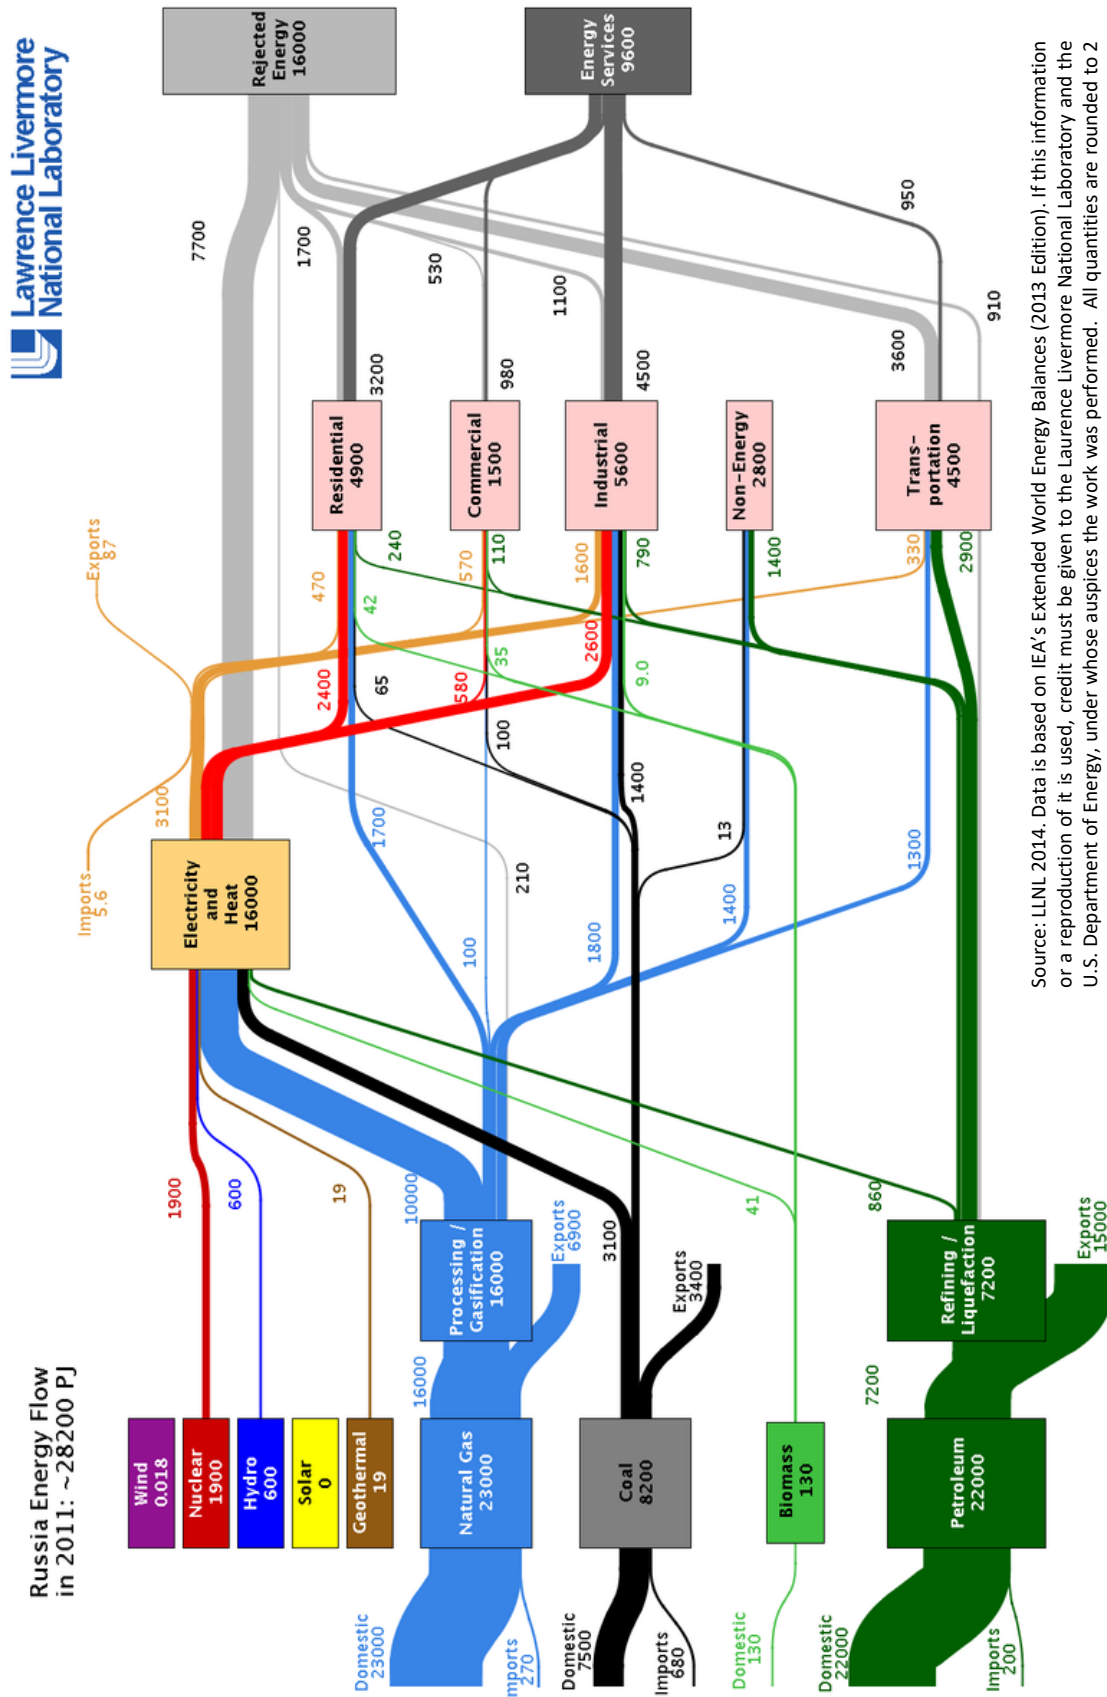 Russia Energy Flow
in 2011: ~28200 PJ
Lawrence Livermore
National Laboratory
Wind
0.018
Nuclear
1900
Hydro
600
Solar
0
Geothermal
19
Natural Gas
23000
Coal
8200
Biomass
130
Petroleum
22000
Domestic
23000
mports
270
Domestic
7500
Imports
680
Domestic
130
Domestic
22000
Imports
200
1900
600
19
16000
Processing /
Gasification
16000
10000
Exports
6900
3100
Exports
3400
41
7200
Refining /
Liquefaction
7200
860
Exports
15000
Imports
5.6
Exports
87
Electricity
and
Heat
16000
3100
100
210
1700
1800
1400
1300
13
1400
100
65
2400
580
2600
470
42
570
35
1600
9.0
240
110
790
1400
330
2900
Residential
4900
Commercial
1500
Industrial
5600
Non-Energy
2800
Trans-
portation
4500
3200
980
4500
3600
910
950
7700
1700
530
1100
Rejected
Energy
16000
Energy
Services
9600
Source: LLNL 2014. Data is based on IEA's Extended World Energy Balances (2013 Edition). If this information
or a reproduction of it is used, credit must be given to the Laurence Livermore National Laboratory and the
U.S. Department of Energy, under whose auspices the work was performed. All quantities are rounded to 2